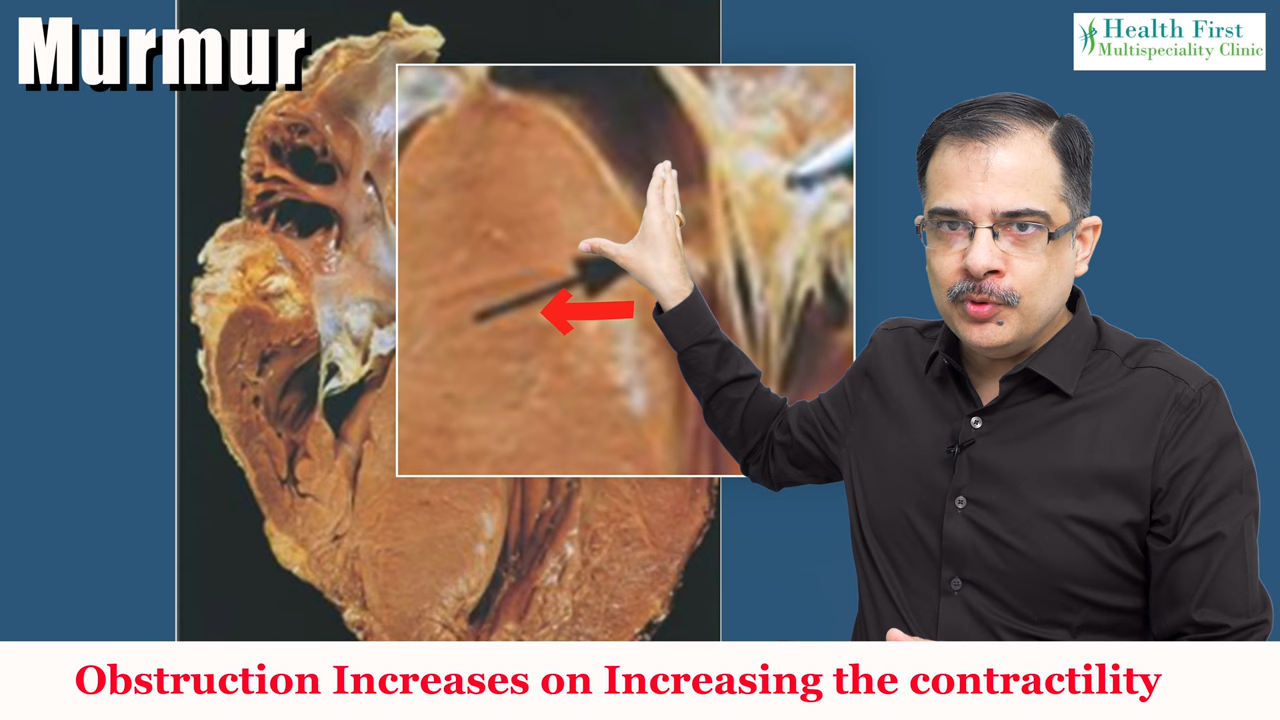 Murmur
Health First
Multispeciality Clinic
Obstruction Increases on Increasing the contractility